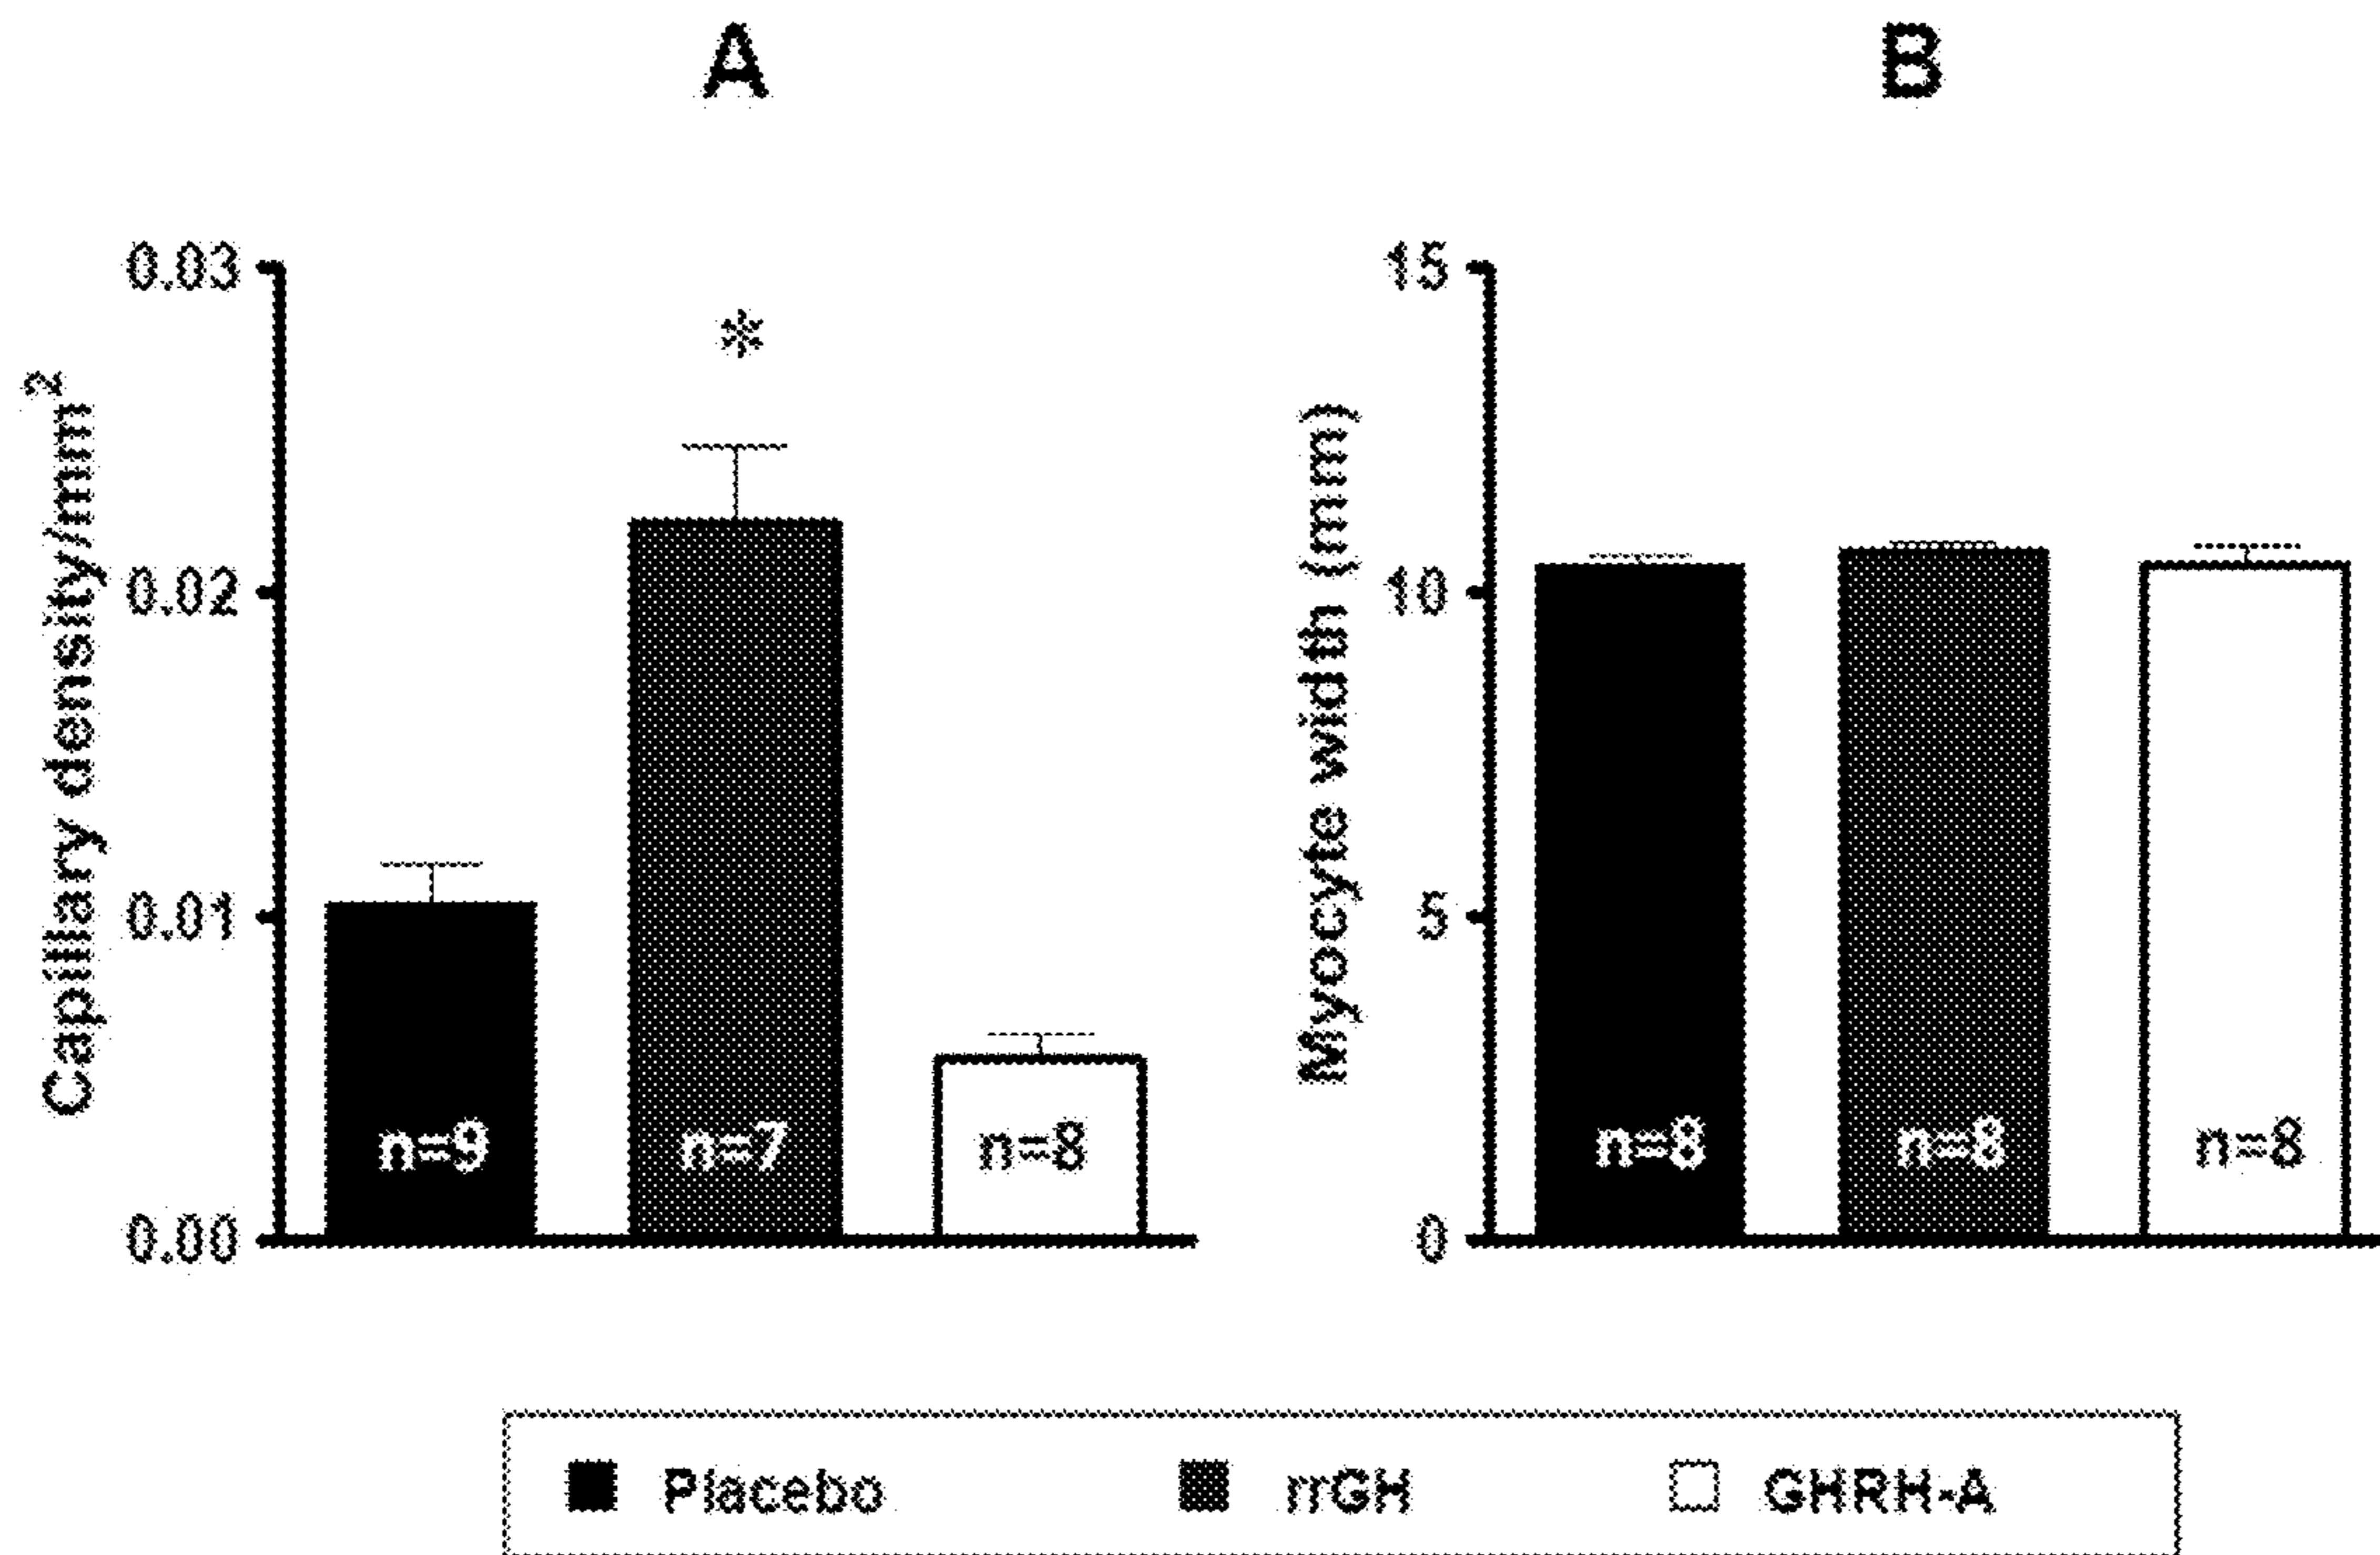 A
B
Capillary density/mm²
0.03
0.02
0.01
0.00
*
n=9
n=7
n=8
Myocyte width (mm)
15
10
5
0
n=8
n=8
n=8
Placebo rrGH GHRH-A